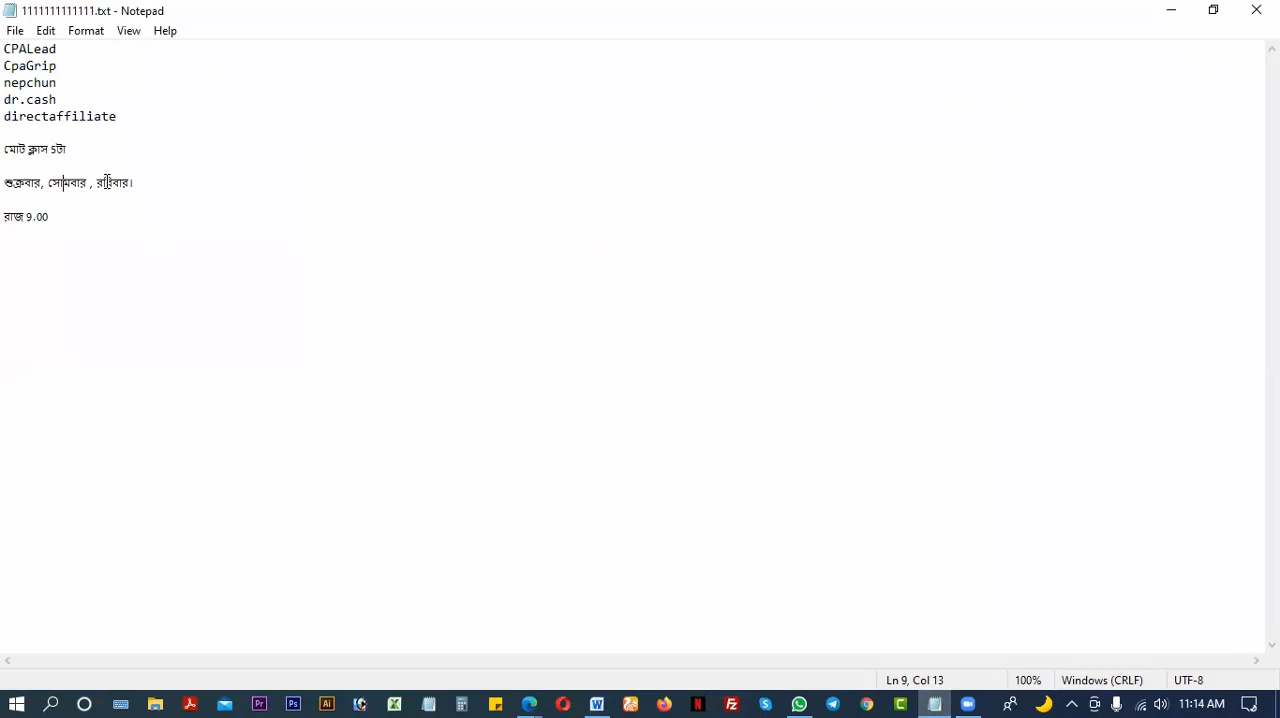 1111111111111.txt - Notepad
File Edit Format View Help
CPALead
CpaGrip
nepchun
dr.cash
directaffiliate
মোট ক্লাস 5টা
শুক্রবার, সোমবার , রবিবার।
রাজ 9.00
Ln 9, Col 13 100% Windows (CRLF) UTF-8
11:14 AM